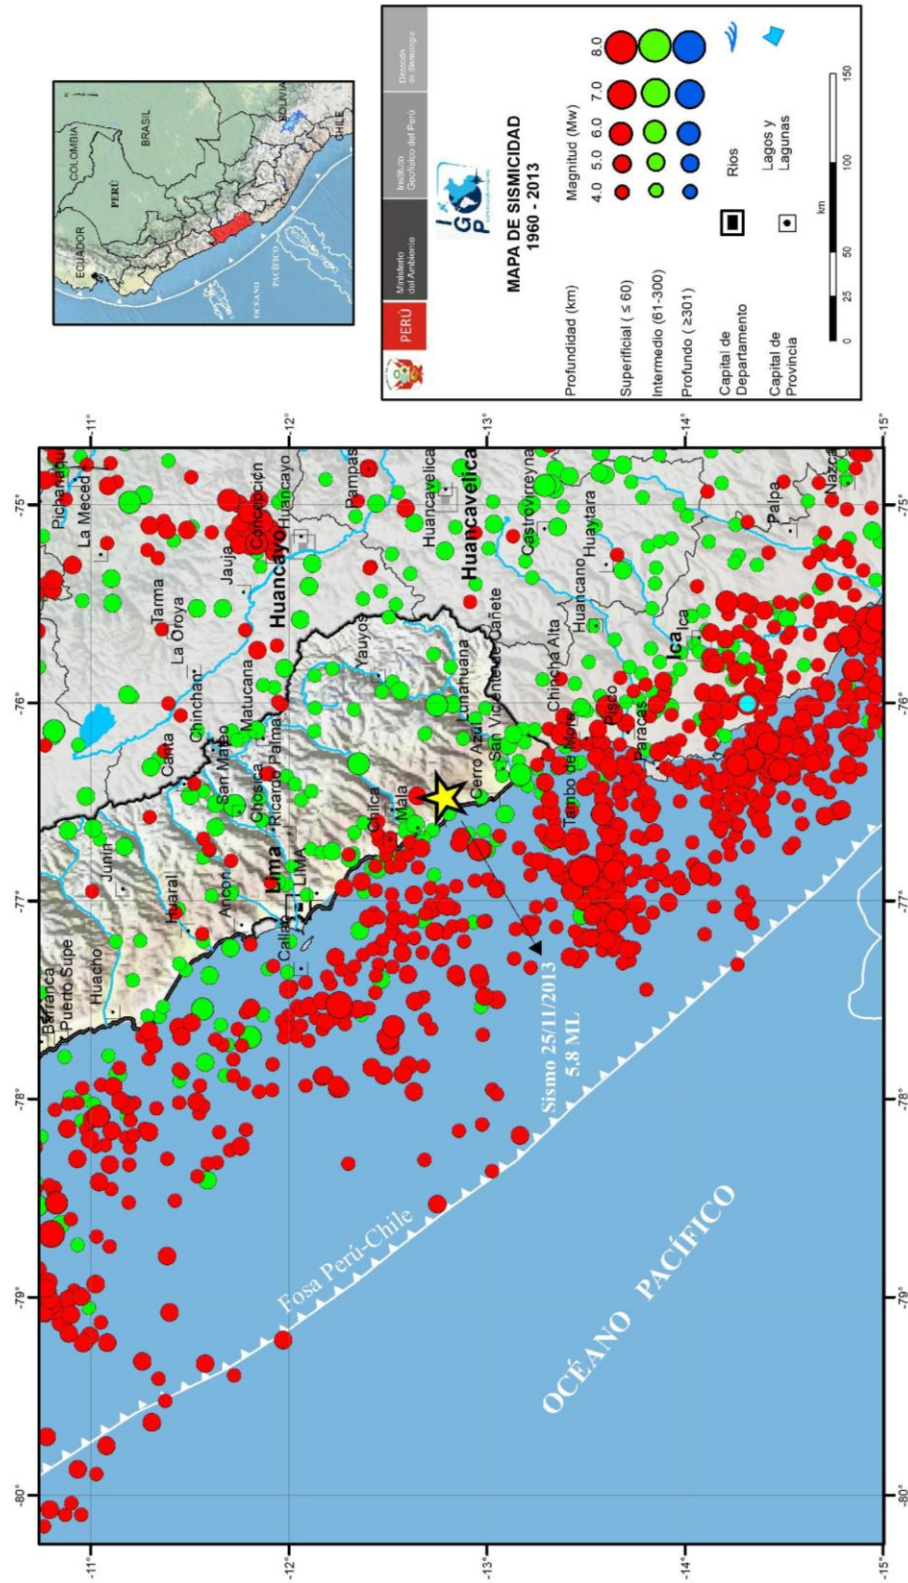 COLOMBIA
ECUADOR
PERÚ
BRASIL
BOLIVIA
CHILE
OCEANO
PACÍFICO
PERÚ
Ministerio
del Ambiente
Instituto
Geofísico del Perú
Dirección
de Sismología
IGP
MAPA DE SISMICIDAD
1960 - 2013
Profundidad (km)
Magnitud (Mw)
4.0 5.0 6.0 7.0 8.0
Superificial ( ≤ 60)
Intermedio (61-300)
Profundo ( ≥301)
Capital de
Departamento
Rios
Capital de
Provincia
Lagos y
Lagunas
km
0 25 50 100 150
-80° -79° -78° -77° -76° -75°
-11°
-12°
-13°
-14°
-15°
Barranca
Puerto Supe
Huacho
Junín
Huaral
Ancon
Callao
Lima
LIMA
Canta
Chinchan
San Mateo
Matucana
Chosica
Ricardo Palma
Chilca
Mala
Pichanaqui
La Merced
Tarma
La Oroya
Jauja
Concepción
Huancayo
Huancayo
Pampas
Yauyos
Huancavelica
Huancavelica
Lunahuana
Cerro Azul
San Vicente de Cañete
Castrovirreyna
Huaytara
Huancano
Chincha Alta
Tambo de Mora
Pisco
Paracas
Ica
Ica
Palpa
Nazca
Fosa Perú-Chile
Sismo 25/11/2013
5.8 ML
OCÉANO PACÍFICO